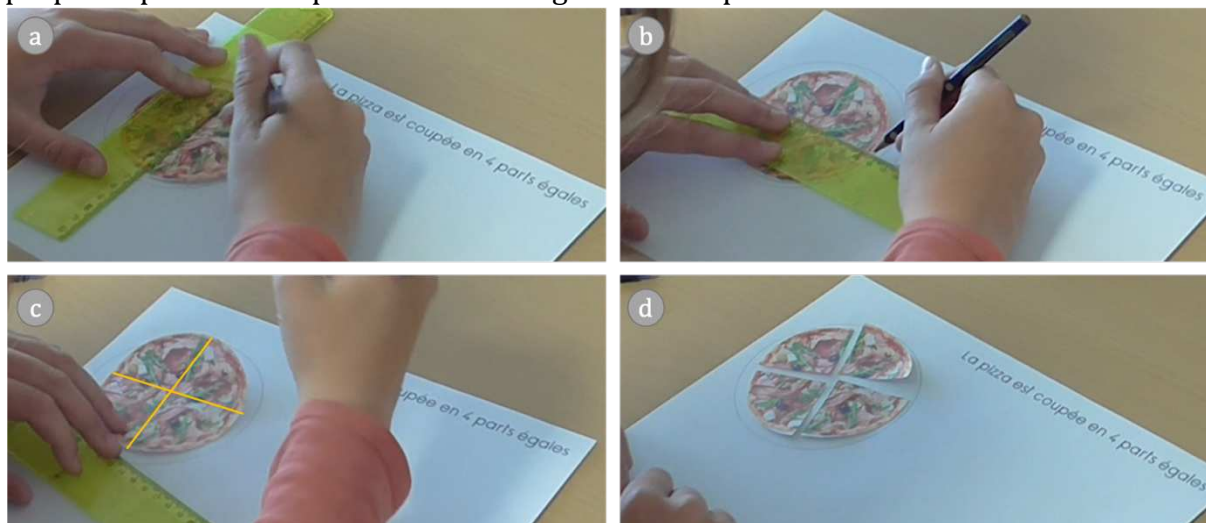 a
La pizza est coupée en 4 parts égales
b
upée en 4 parts égales
c
upée en 4 parts égales
d
La pizza est coupée en 4 parts égales